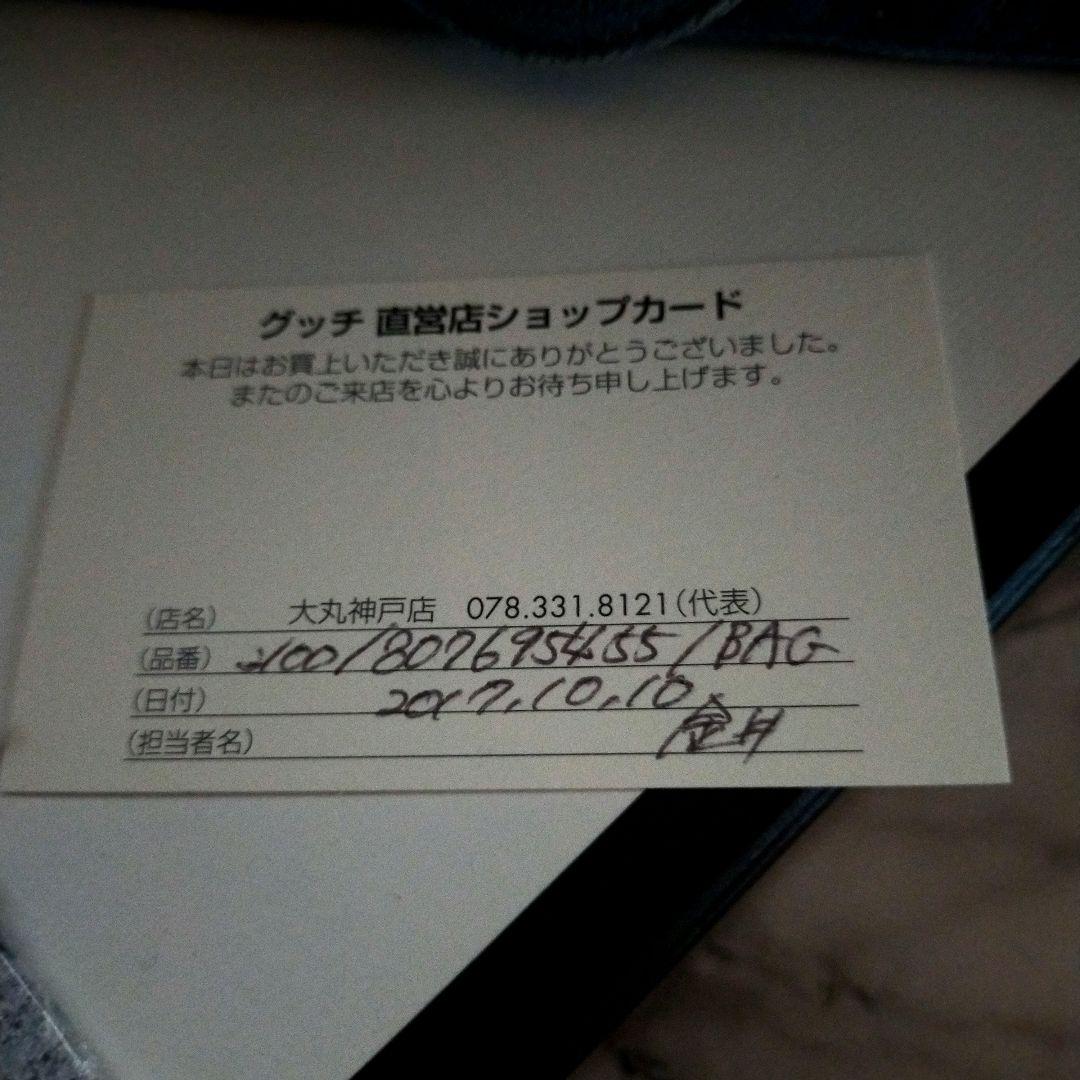 グッチ 直営店ショップカード
本日はお買上いただき誠にありがとうございました。
またのご来店を心よりお待ち申し上げます。
(店名) 大丸神戸店 078.331.8121(代表)
(品番) /BAG
(日付) 2017.10.10
(担当者名) 金井